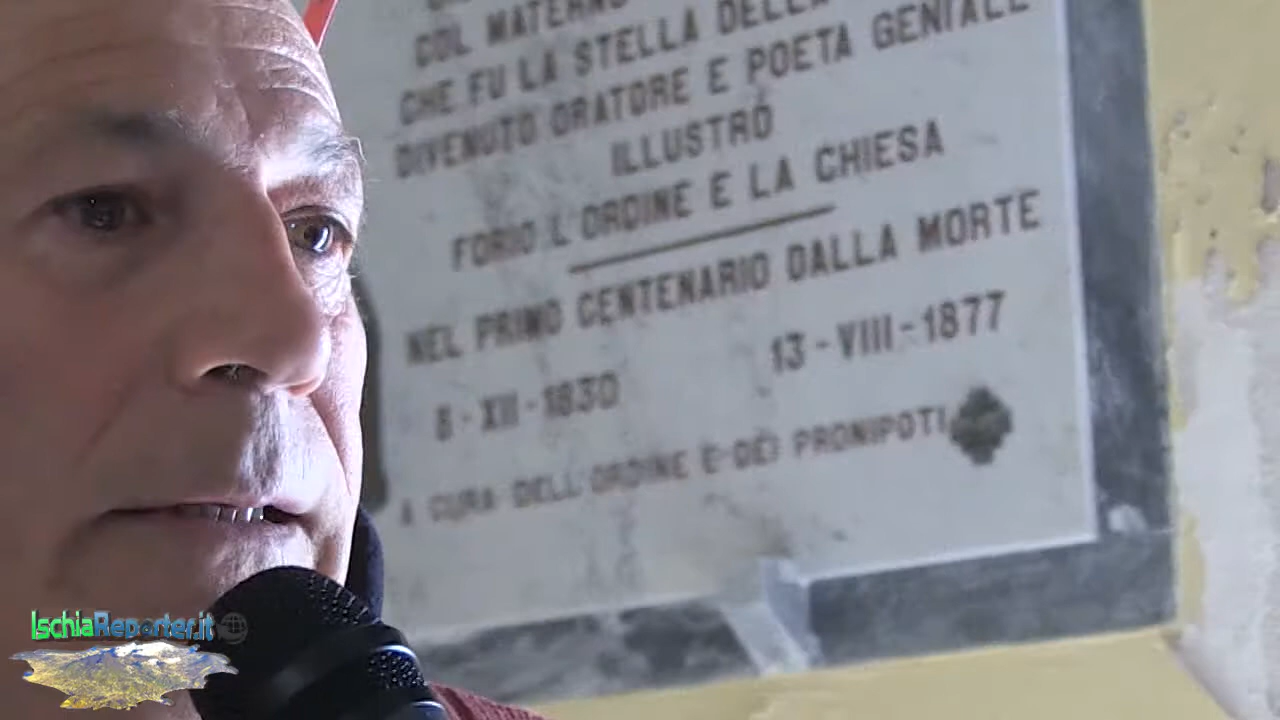 COL MATERNO
CHE FU LA STELLA DELLA
DIVENUTO ORATORE E POETA GENIALE
ILLUSTRÒ
FORIO L'ORDINE E LA CHIESA
NEL PRIMO CENTENARIO DALLA MORTE
8-XII-1830 13-VIII-1877
A CURA DELL'ORDINE E DEI PRONIPOTI
IschiaReporter.it